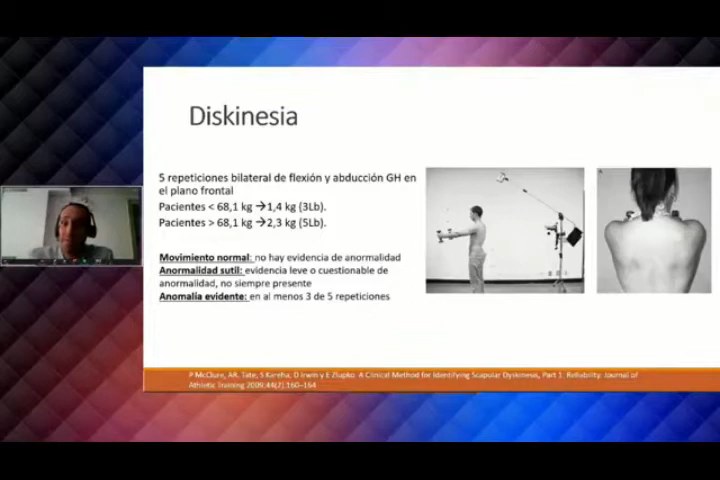 Diskinesia
5 repeticiones bilateral de flexión y abducción GH en
el plano frontal
Pacientes < 68,1 kg →1,4 kg (3Lb).
Pacientes > 68,1 kg →2,3 kg (5Lb).
Movimiento normal: no hay evidencia de anormalidad
Anormalidad sutil: evidencia leve o cuestionable de
anormalidad, no siempre presente
Anomalía evidente: en al menos 3 de 5 repeticiones
P McClure, AR. Tate, S Kareha, D Irwin y E Zlupko. A Clinical Method for Identifying Scapular Dyskinesis, Part 1: Reliability. Journal of
Athletic Training 2009;44(2):160–164